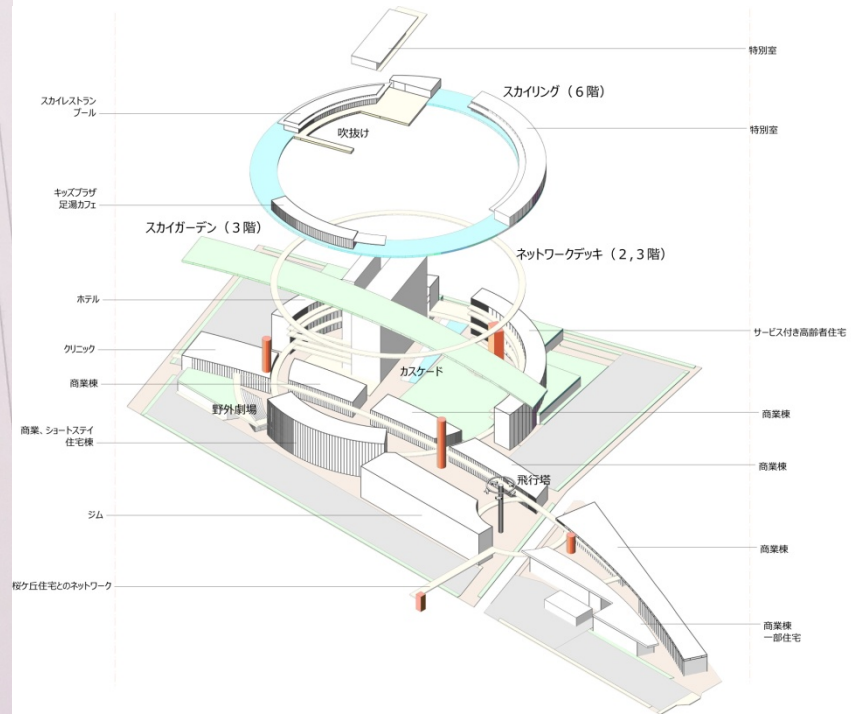 特別室
スカイリング（6階）
スカイレストラン
プール
吹抜け
特別室
キッズプラザ
足湯カフェ
スカイガーデン（3階）
ネットワークデッキ（2,3階）
ホテル
サービス付き高齢者住宅
クリニック
カスケード
商業棟
野外劇場
商業棟
商業、ショートステイ
住宅棟
商業棟
飛行塔
ジム
商業棟
桜ケ丘住宅とのネットワーク
商業棟
一部住宅